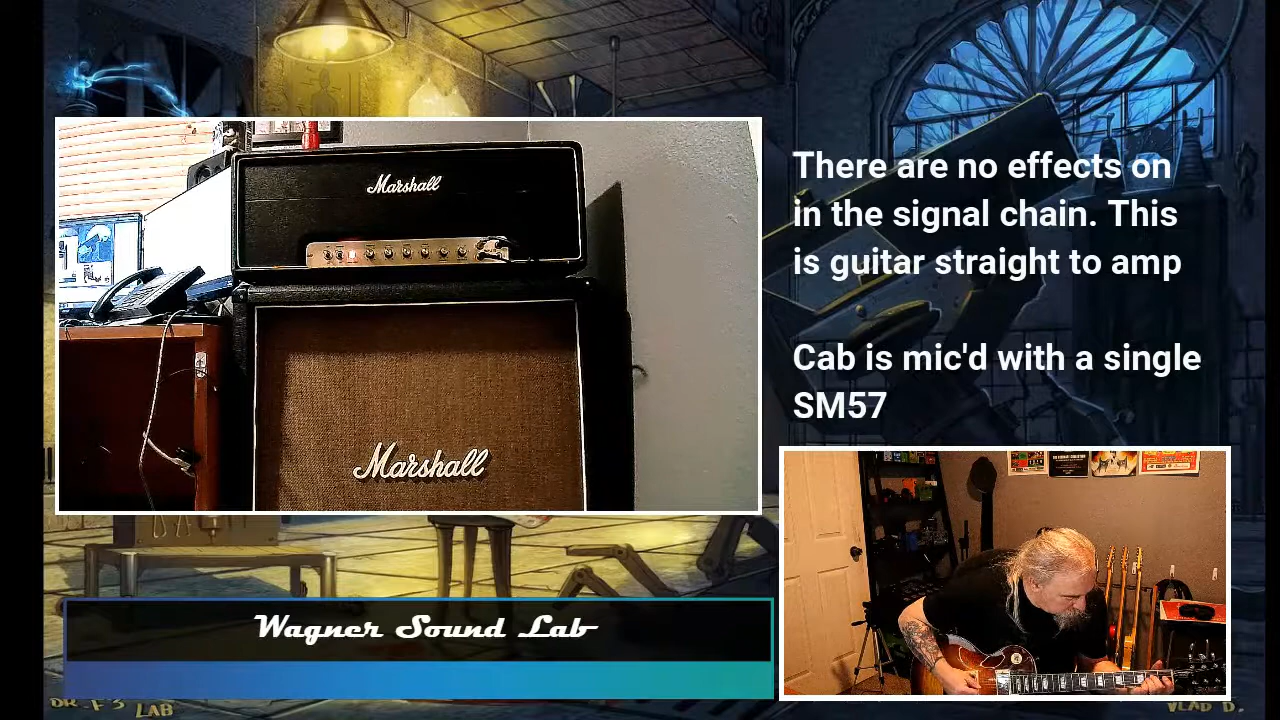 Marshall
Marshall
There are no effects on
in the signal chain. This
is guitar straight to amp
Cab is mic'd with a single
SM57
Wagner Sound Lab
DR-F'S LAB
VLAD D.